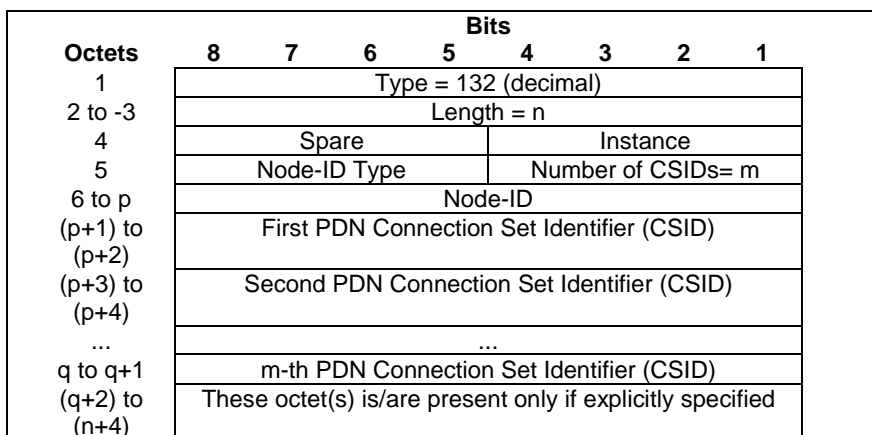 Bits
Octets 8 7 6 5 4 3 2 1
1 Type = 132 (decimal)
2 to -3 Length = n
4 Spare Instance
5 Node-ID Type Number of CSIDs= m
6 to p Node-ID
(p+1) to First PDN Connection Set Identifier (CSID)
(p+2)
(p+3) to Second PDN Connection Set Identifier (CSID)
(p+4)
... ...
q to q+1 m-th PDN Connection Set Identifier (CSID)
(q+2) to These octet(s) is/are present only if explicitly specified
(n+4)